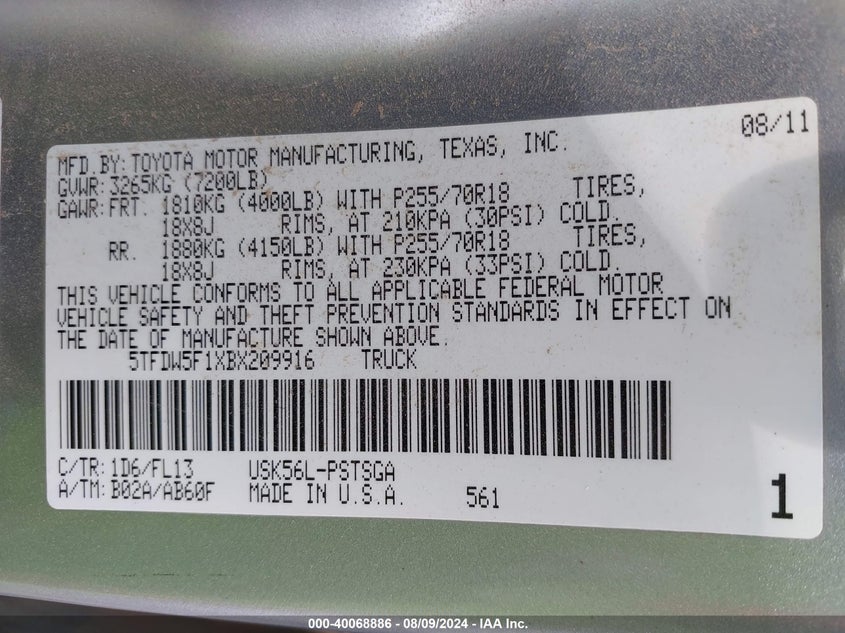 08/11
MFD.BY: TOYOTA MOTOR MANUFACTURING, TEXAS, INC.
GVWR: 3265KG (7200LB)
GAWR: FRT. 1810KG (4000LB) WITH P255/70R18 TIRES,
18X8J RIMS, AT 210KPA (30PSI) COLD.
RR. 1880KG (4150LB) WITH P255/70R18 TIRES,
18X8J RIMS, AT 230KPA (33PSI) COLD.
THIS VEHICLE CONFORMS TO ALL APPLICABLE FEDERAL MOTOR
VEHICLE SAFETY AND THEFT PREVENTION STANDARDS IN EFFECT ON
THE DATE OF MANUFACTURE SHOWN ABOVE.
5TFDW5F1XBX209916 TRUCK
C/TR: 1D6/FL13 USK56L-PSTSGA
A/TM: B02A/AB60F MADE IN U.S.A. 561 1
000-40068886 - 08/09/2024 - IAA Inc.